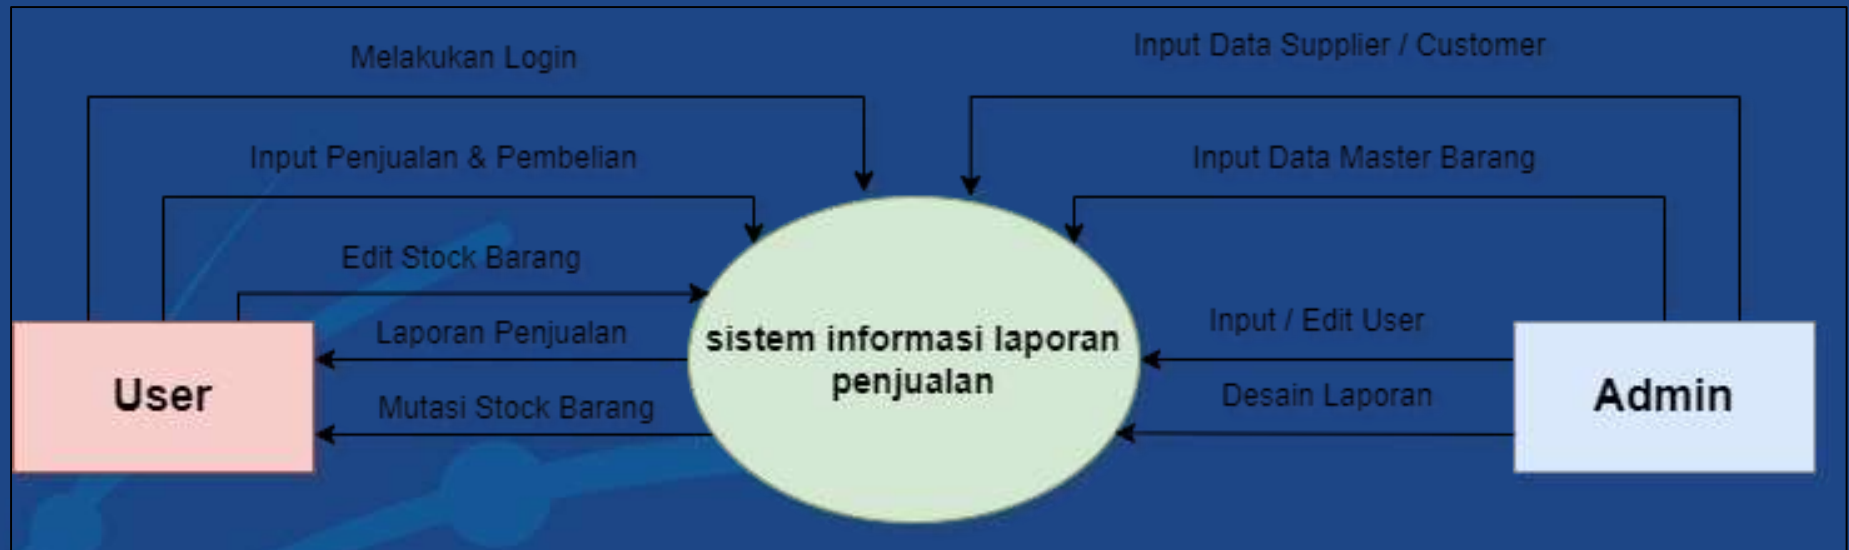 Melakukan Login
Input Data Supplier / Customer
Input Penjualan & Pembelian
Input Data Master Barang
Edit Stock Barang
Laporan Penjualan
Mutasi Stock Barang
User
sistem informasi laporan
penjualan
Input / Edit User
Desain Laporan
Admin